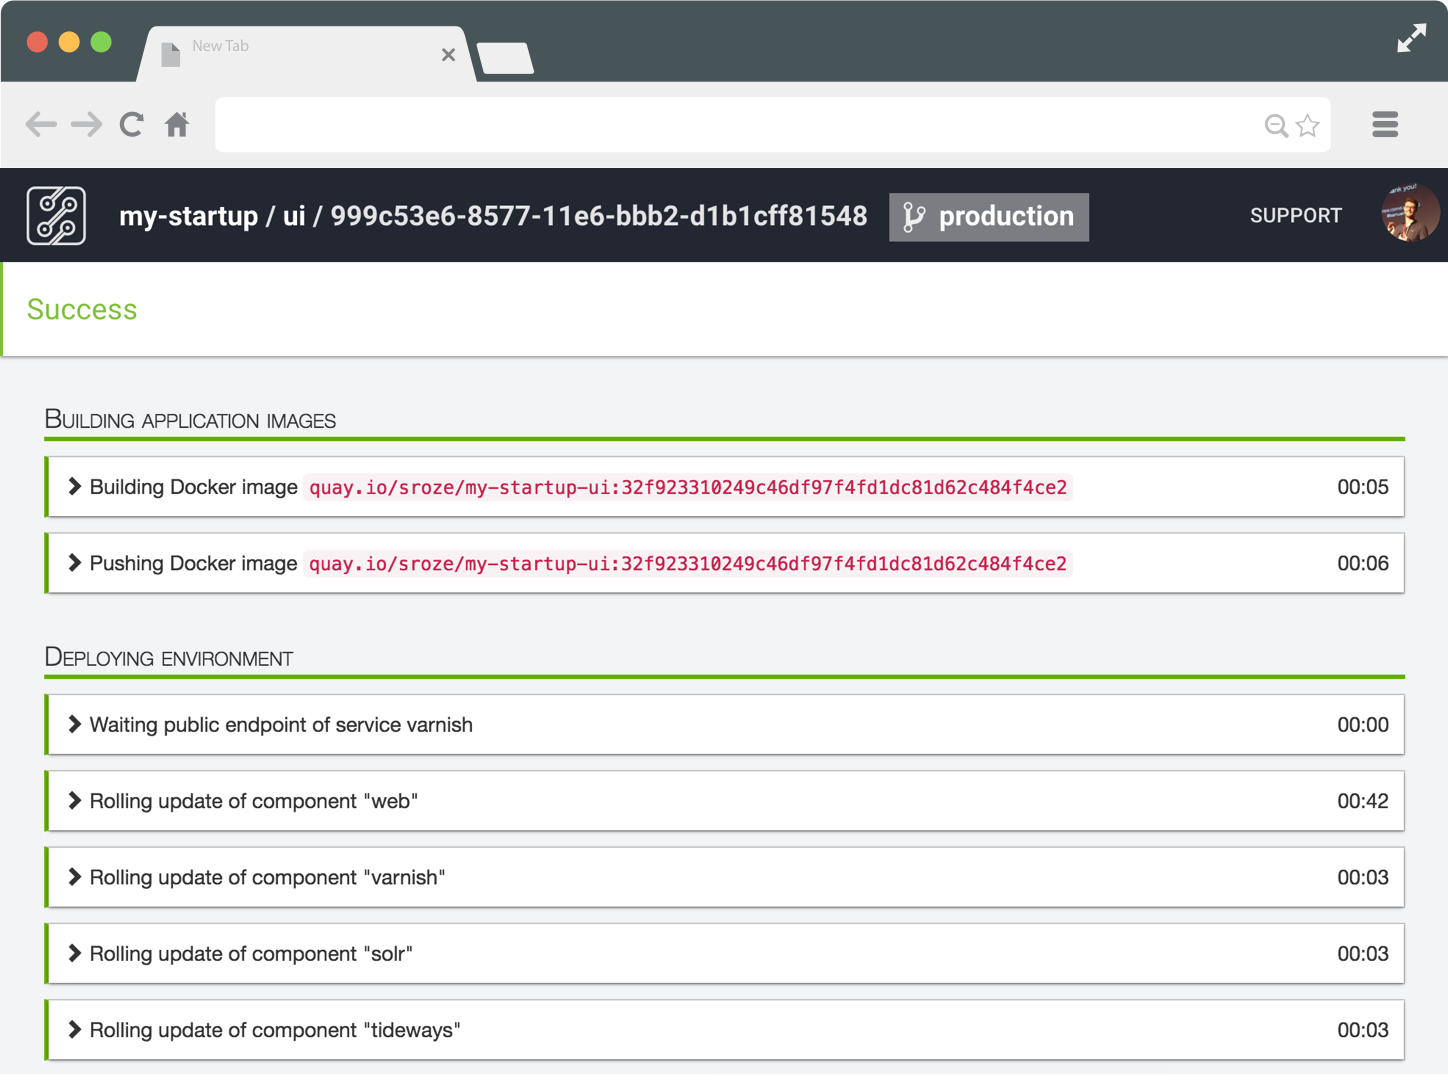 New Tab
my-startup / ui / 999c53e6-8577-11e6-bbb2-d1b1cff81548 production SUPPORT
Success
BUILDING APPLICATION IMAGES
Building Docker image quay.io/sroze/my-startup-ui:32f923310249c46df97f4fd1dc81d62c484f4ce2 00:05
Pushing Docker image quay.io/sroze/my-startup-ui:32f923310249c46df97f4fd1dc81d62c484f4ce2 00:06
DEPLOYING ENVIRONMENT
Waiting public endpoint of service varnish 00:00
Rolling update of component "web" 00:42
Rolling update of component "varnish" 00:03
Rolling update of component "solr" 00:03
Rolling update of component "tideways" 00:03